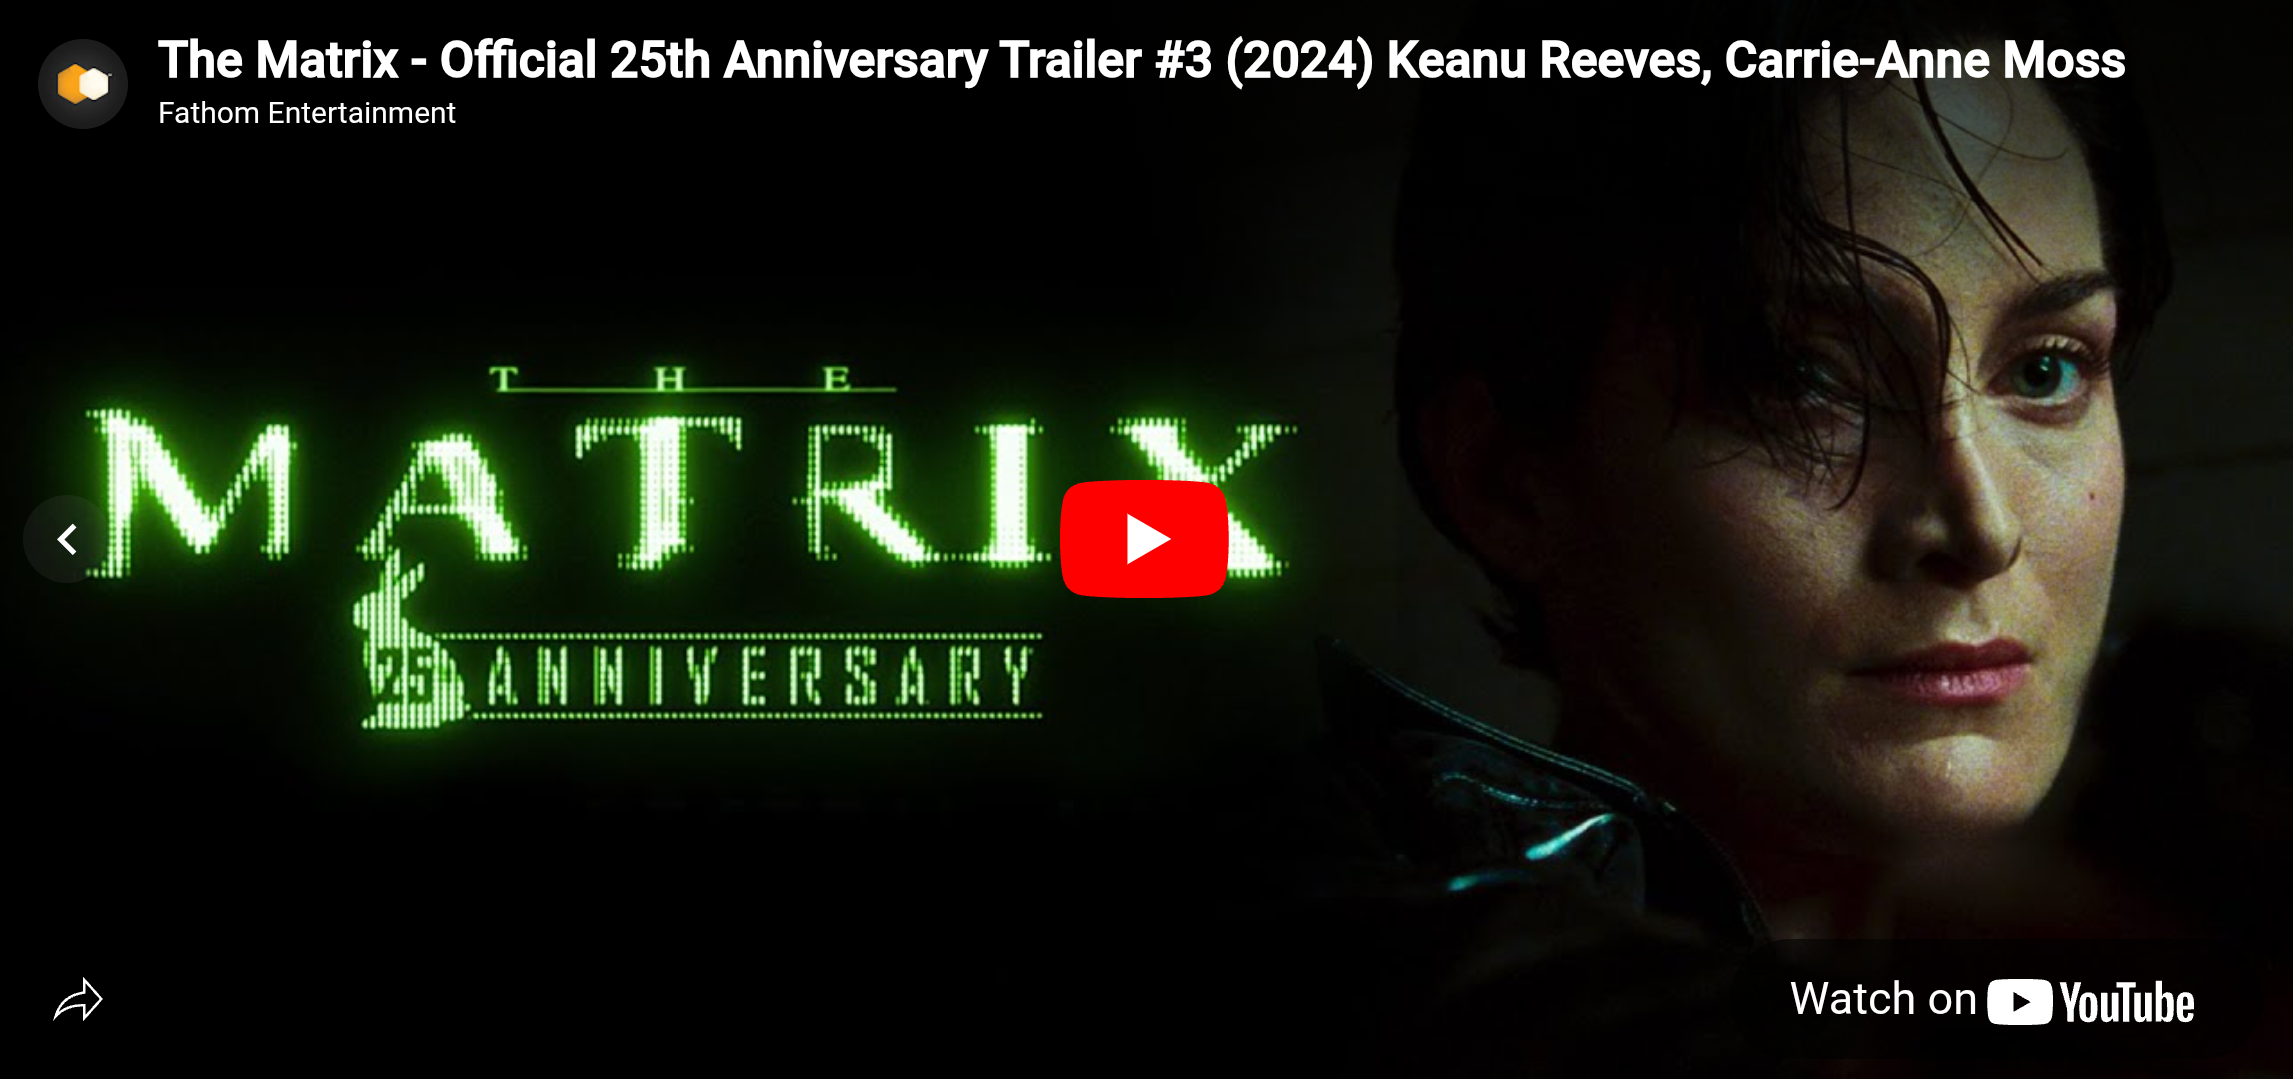 The Matrix - Official 25th Anniversary Trailer #3 (2024) Keanu Reeves, Carrie-Anne Moss
Fathom Entertainment
THE
MATRIX
25 ANNIVERSARY
Watch on YouTube